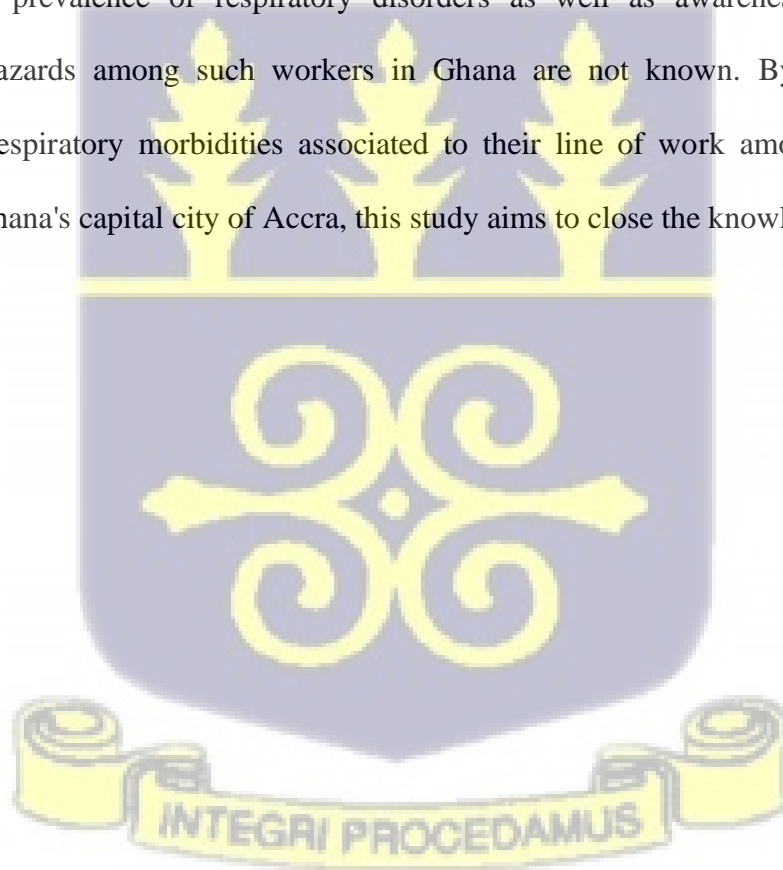 prevalence of respiratory disorders as well as
azards among such workers in Ghana are not known. By
espiratory morbidities associated to their line of work amo
nana's capital city of Accra, this study aims to close the knowl
INTEGRI PROCEDAMUS